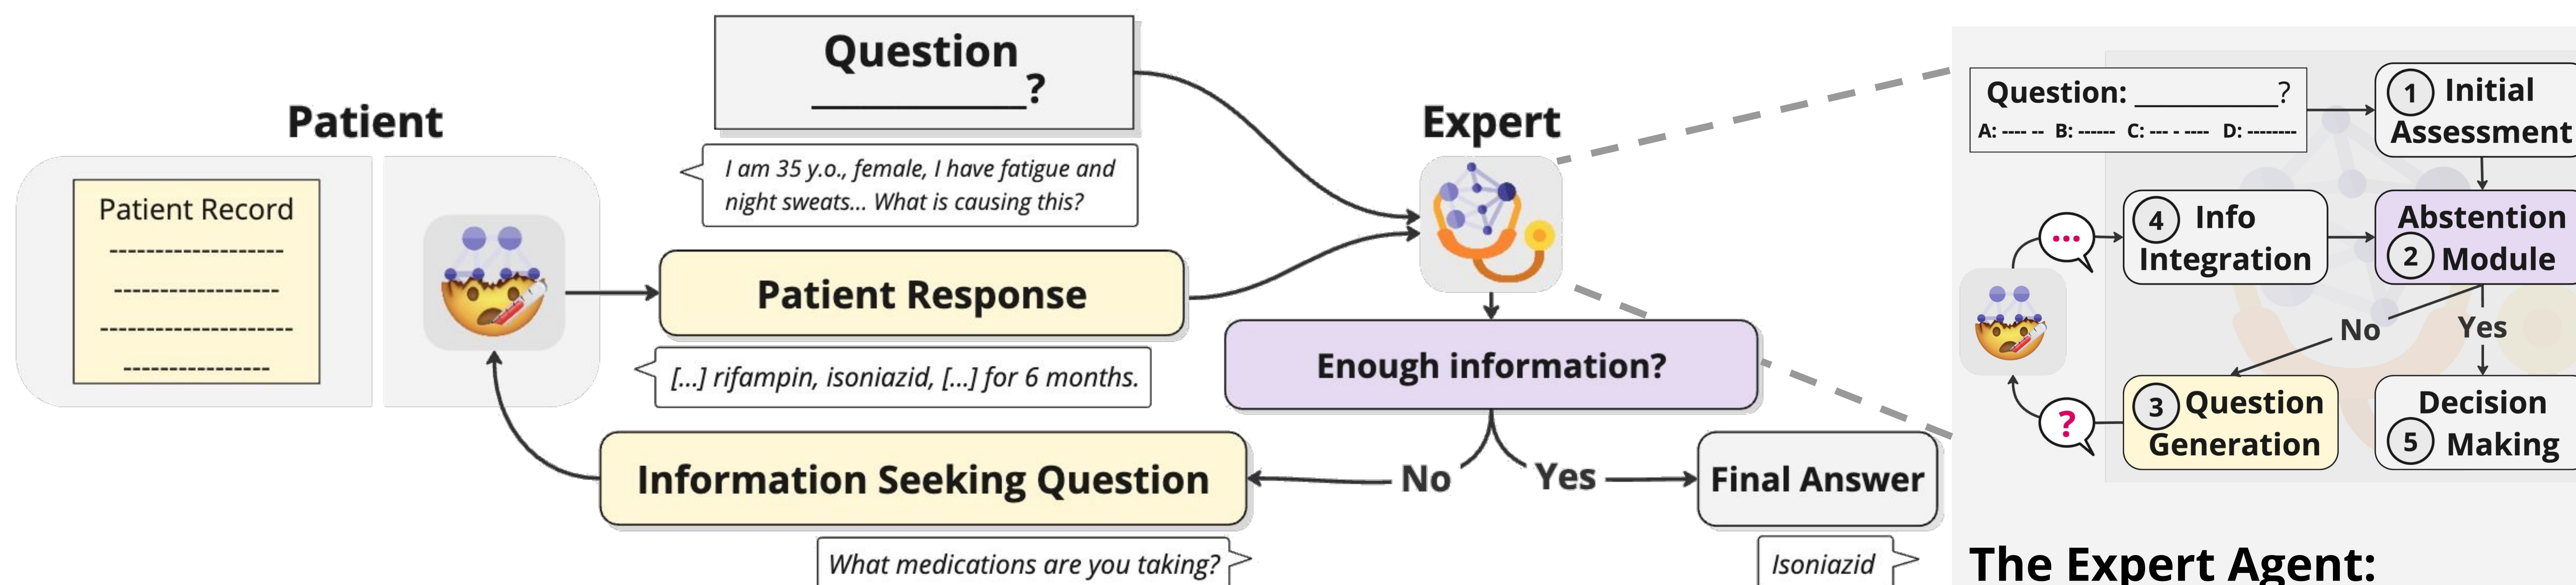 Question
____________?
Patient
Expert
Patient Record
I am 35 y.o., female, I have fatigue and
night sweats... What is causing this?
Patient Response
[...] rifampin, isoniazid, [...] for 6 months.
Enough information?
No
Yes
Information Seeking Question
Final Answer
What medications are you taking?
Isoniazid
Question: __________?
A: ---- -- B: ------ C: --- - ---- D: --------
1 Initial
Assessment
...
4 Info
Integration
Abstention
2 Module
No
Yes
?
3 Question
Generation
Decision
5 Making
The Expert Agent: